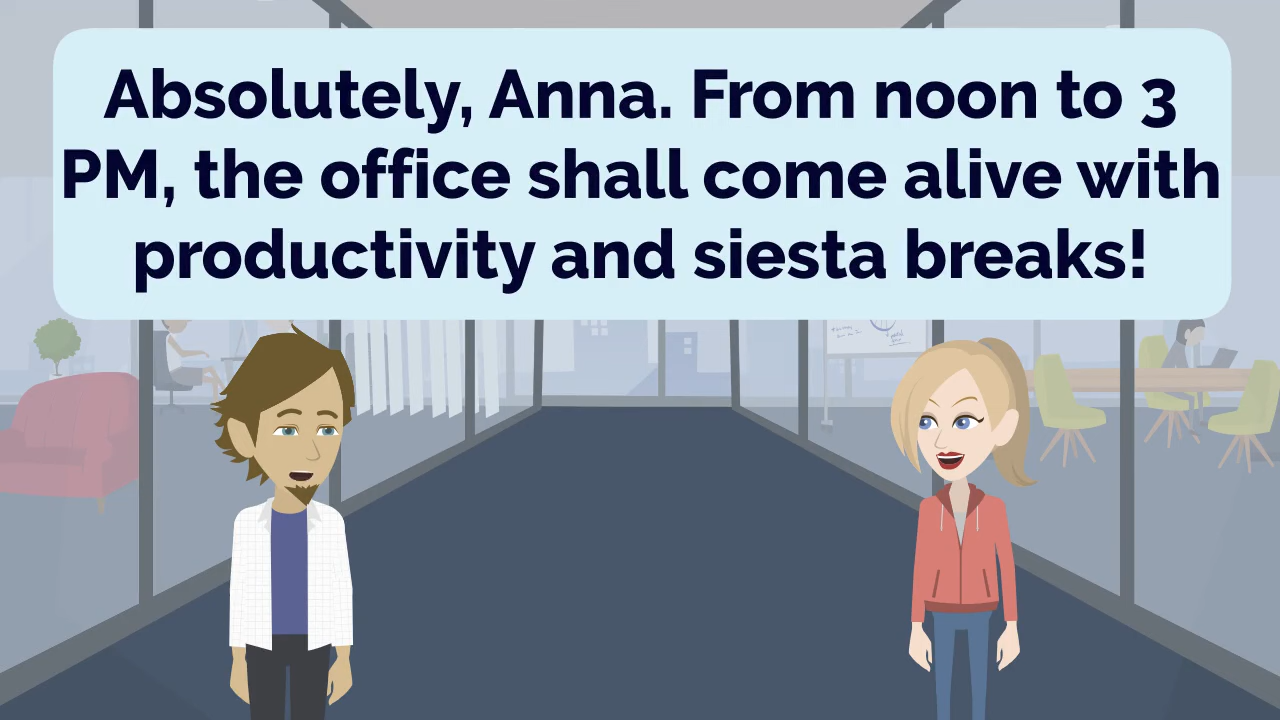 Absolutely, Anna. From noon to 3
PM, the office shall come alive with
productivity and siesta breaks!